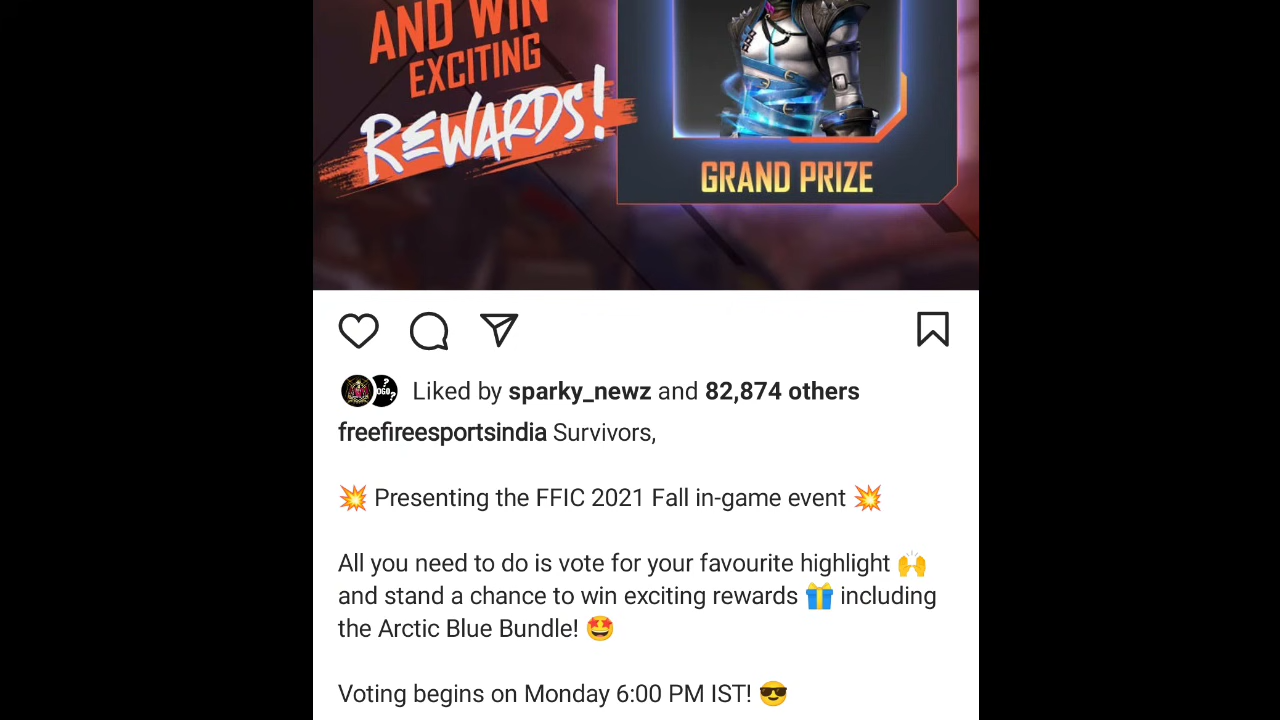 AND WIN
EXCITING
REWARDS!
GRAND PRIZE
Liked by sparky_newz and 82,874 others
freefireesportsindia Survivors,
💥 Presenting the FFIC 2021 Fall in-game event 💥
All you need to do is vote for your favourite highlight 🙌
and stand a chance to win exciting rewards 🎁 including
the Arctic Blue Bundle! 🤩
Voting begins on Monday 6:00 PM IST! 😎